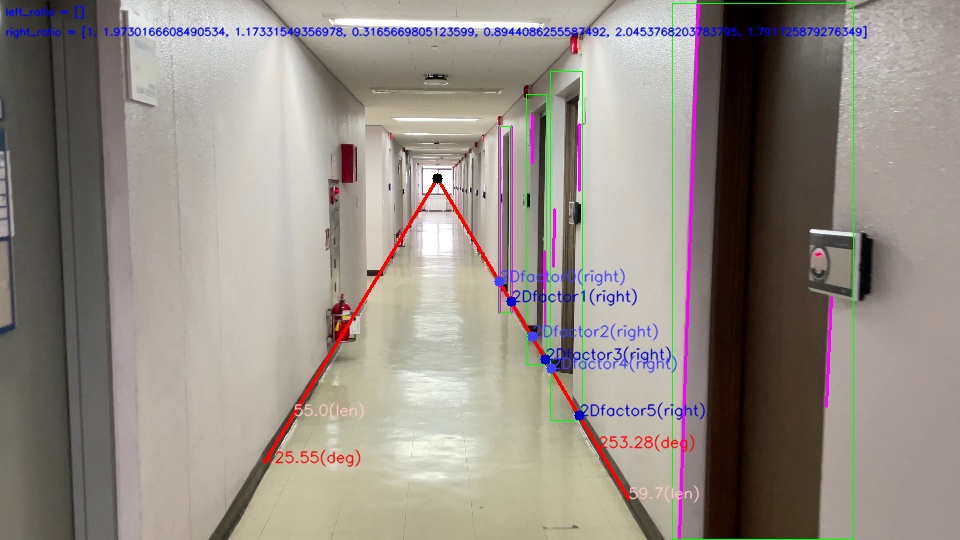 left_ratio = []
right_ratio = [1, 1.9730166608490534, 1.17331549356978, 0.3165669805123599, 0.8944086255587492, 2.0453768203783795, 1.791725879276349]
2Dfactor0(right)
2Dfactor1(right)
2Dfactor2(right)
2Dfactor3(right)
2Dfactor4(right)
55.0(len)
2Dfactor5(right)
253.28(deg)
25.55(deg)
59.7(len)